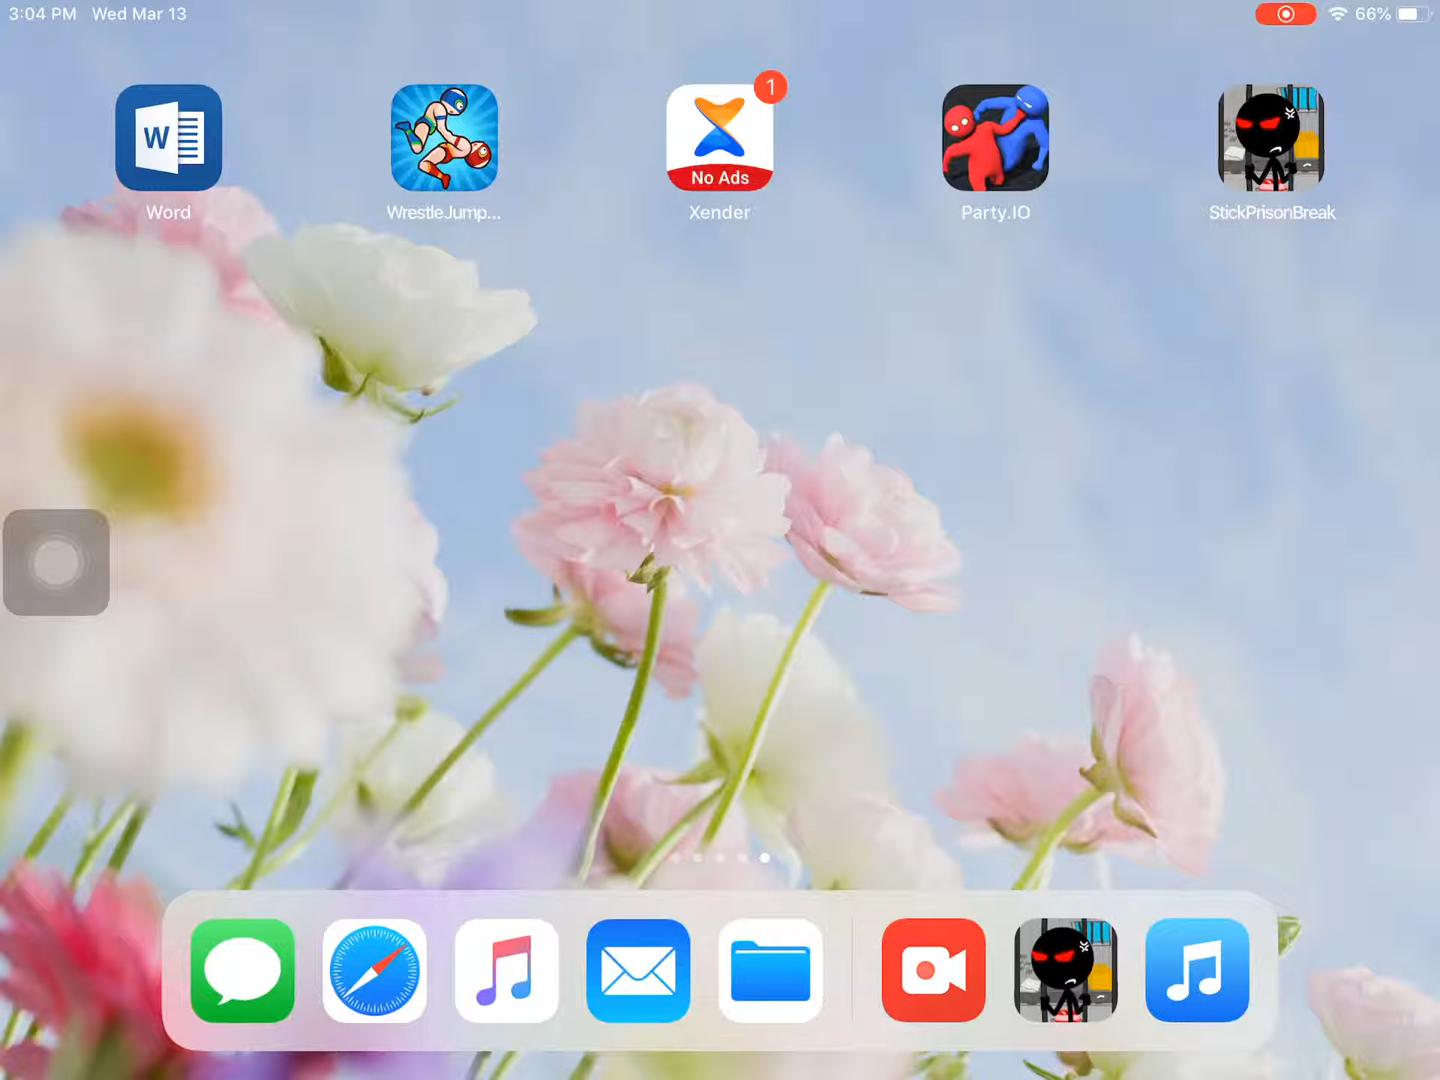 3:04 PM Wed Mar 13
66%
1
W
No Ads
Word
WrestleJump...
Xender
Party.IO
StickPrisonBreak